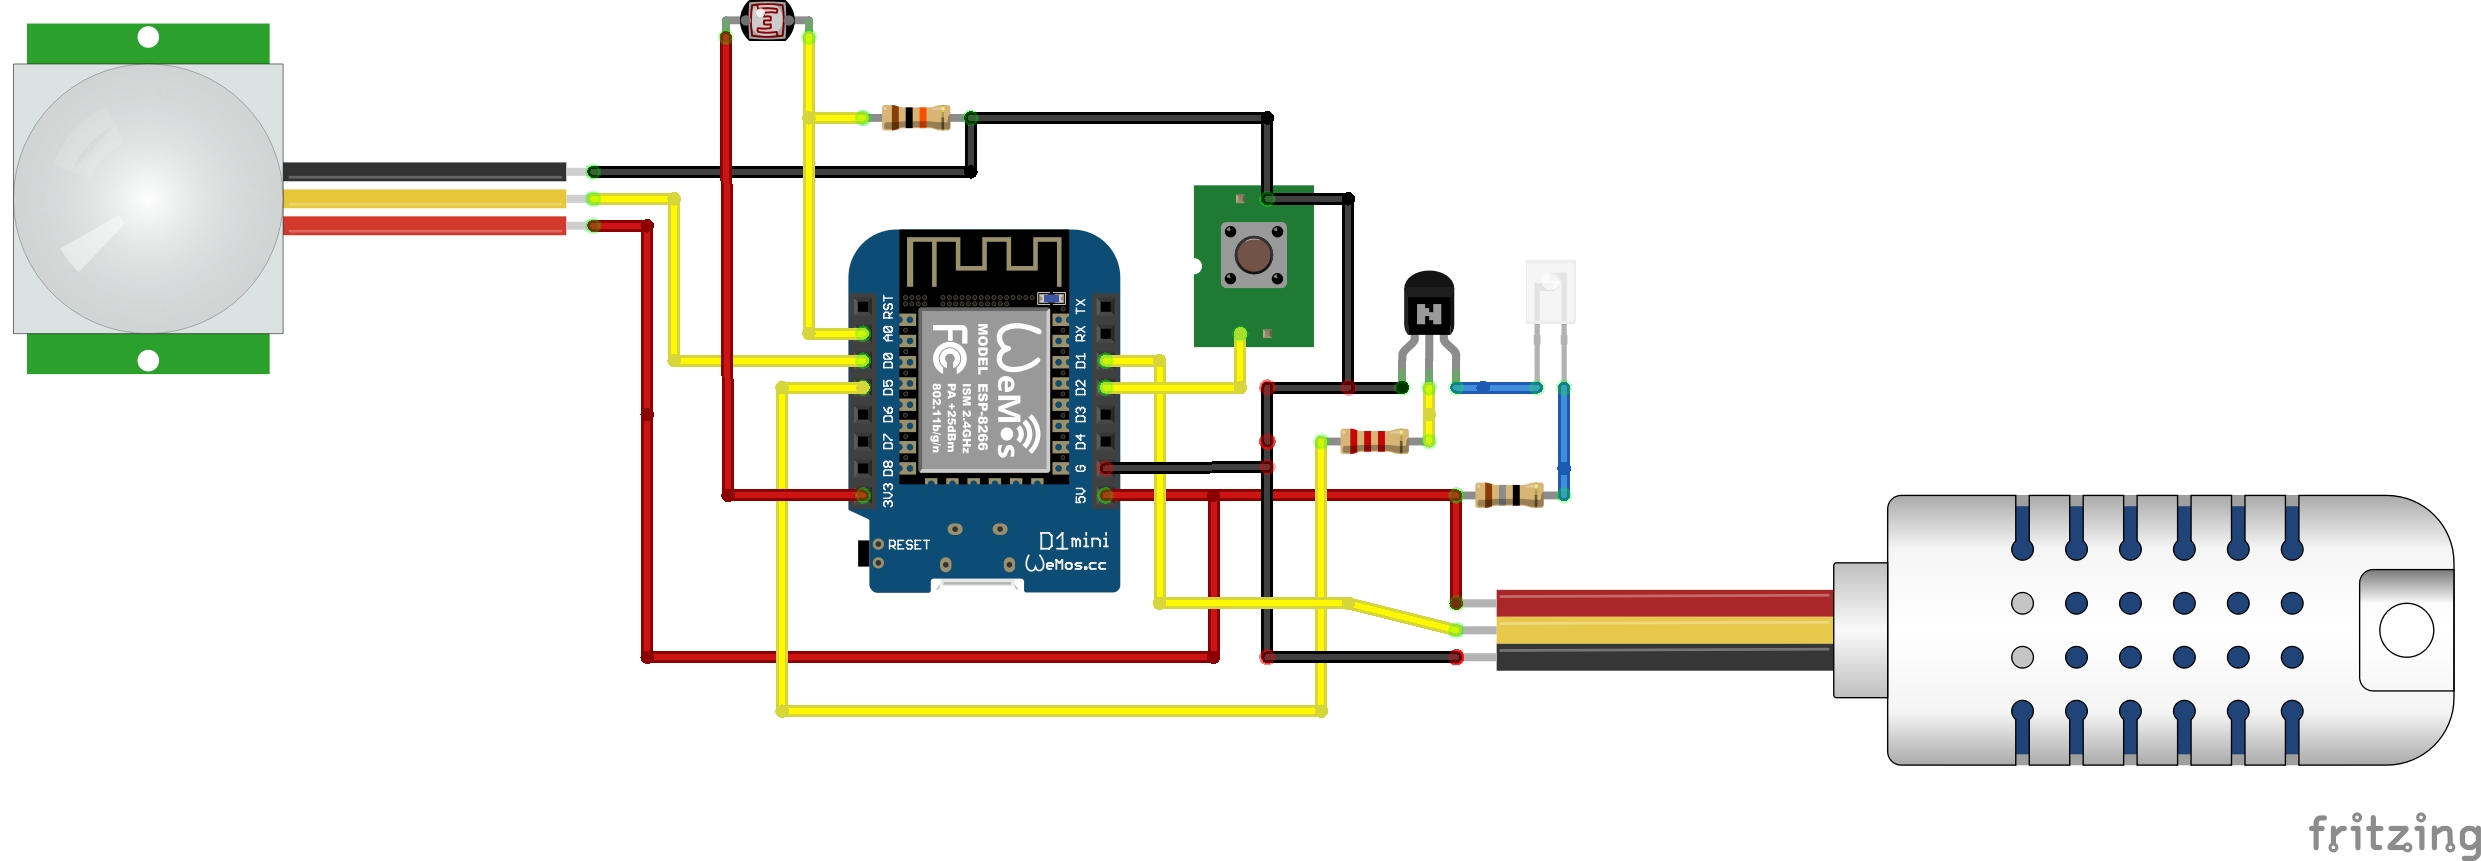 RST
A0
D0
D5
D6
D7
D8
3V3
TX
RX
D1
D2
D3
D4
G
5V
WeMos
MODEL ESP-8266
ISM 2.4GHz
PA +25dBm
802.11b/g/n
FC
N
RESET
D1mini
WeMos.cc
fritzing